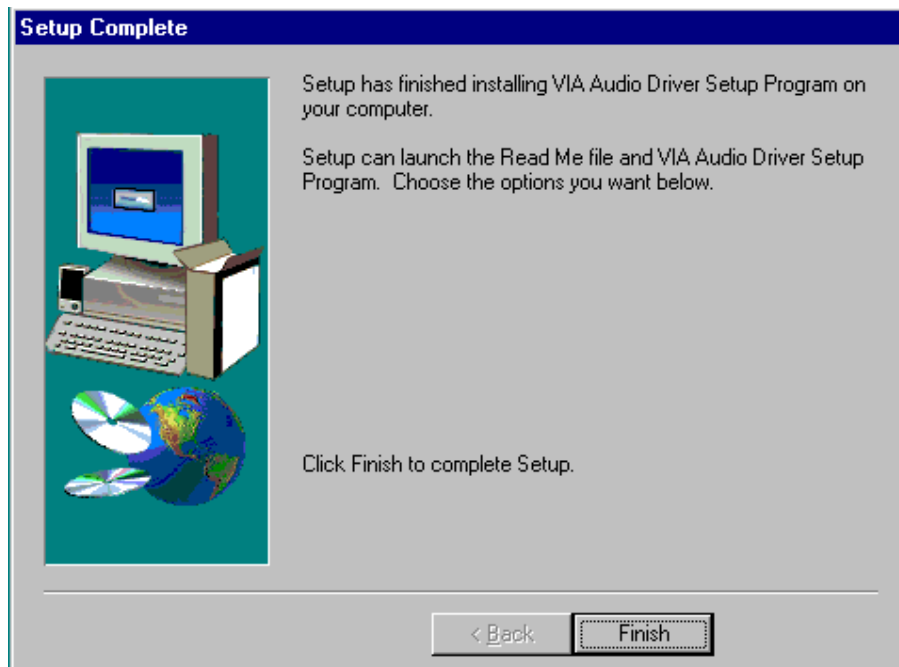 Setup Complete
Setup has finished installing VIA Audio Driver Setup Program on
your computer.
Setup can launch the Read Me file and VIA Audio Driver Setup
Program.  Choose the options you want below.
Click Finish to complete Setup.
< Back
Finish